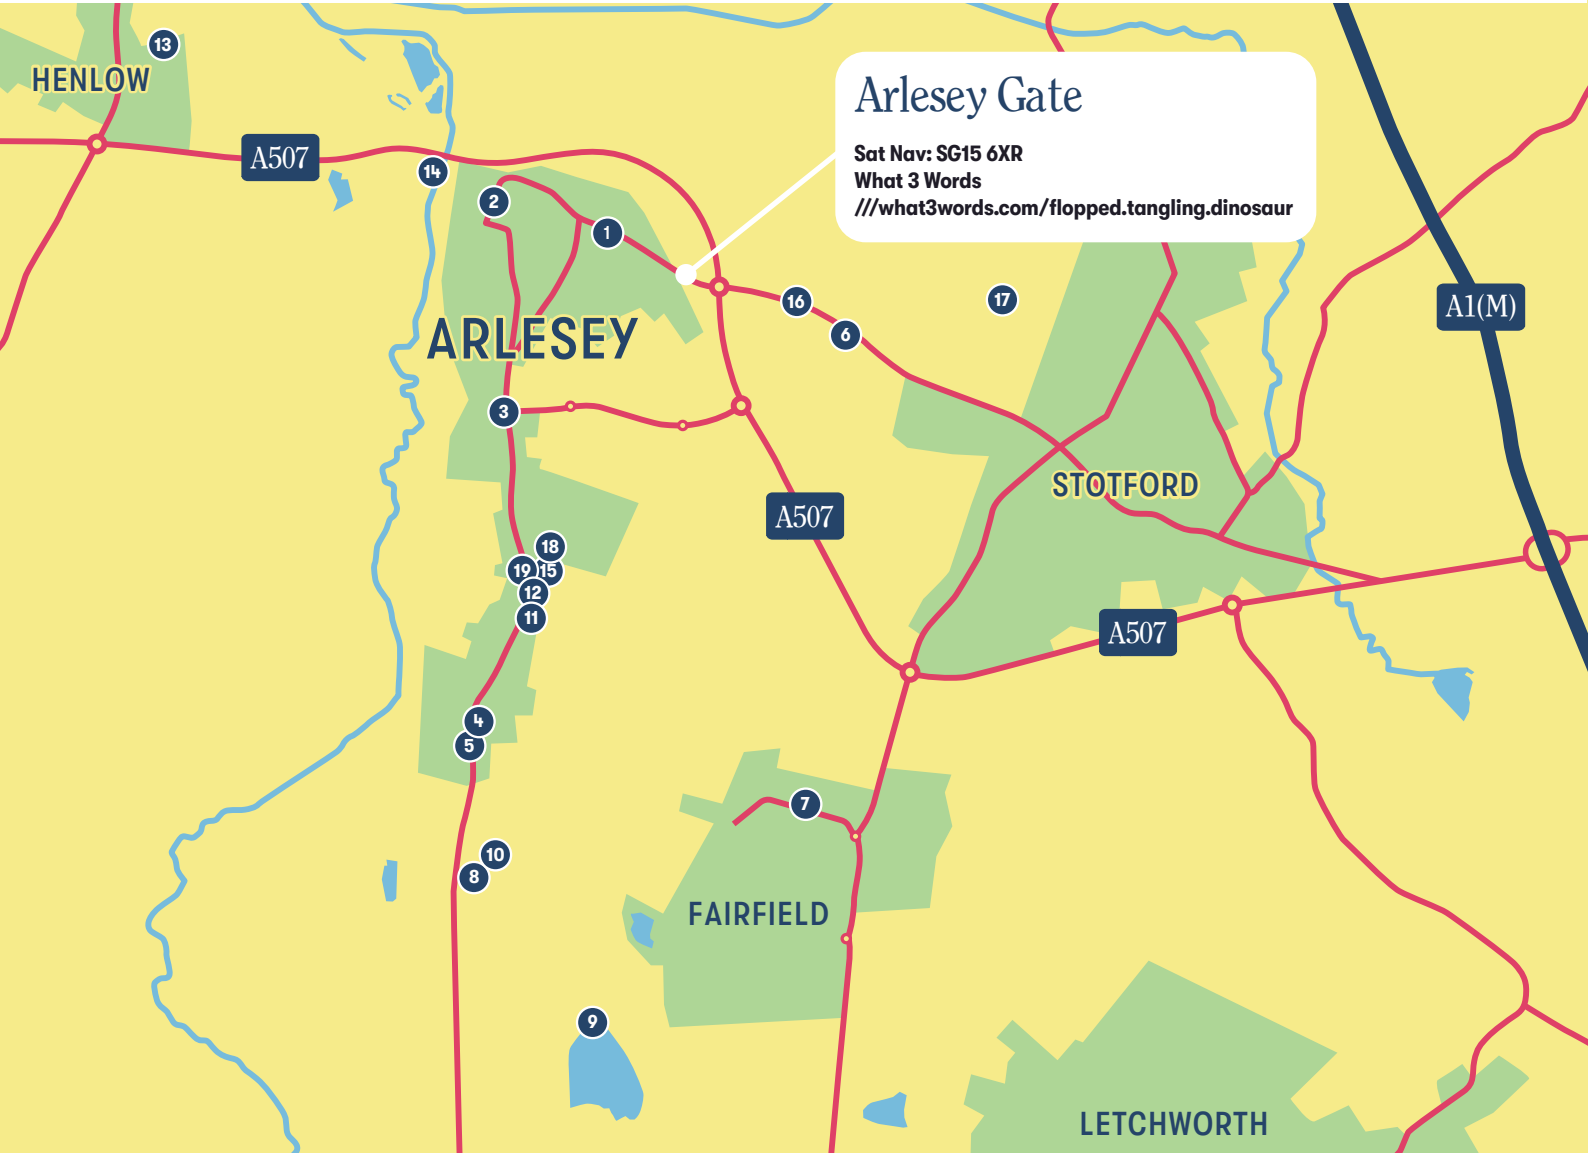 13
HENLOW
A507
14
Arlesey Gate
Sat Nav: SG15 6XR
What 3 Words
///what3words.com/flopped.tangling.dinosaur
2
1
16
17
6
A1(M)
ARLESEY
3
STOTFORD
A507
18
19
15
12
11
A507
4
5
7
10
8
FAIRFIELD
9
LETCHWORTH